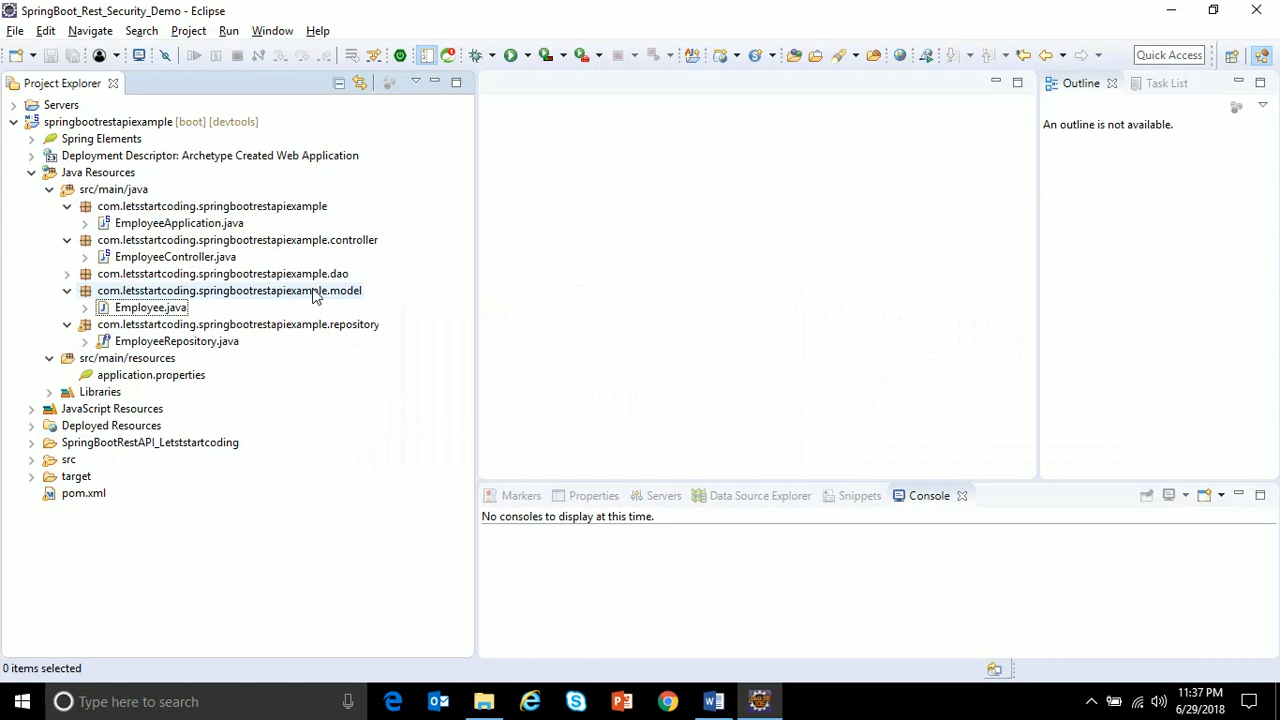 SpringBoot_Rest_Security_Demo - Eclipse
File Edit Navigate Search Project Run Window Help
Quick Access
Project Explorer
Servers
springbootrestapiexample [boot] [devtools]
Spring Elements
Deployment Descriptor: Archetype Created Web Application
Java Resources
src/main/java
com.letsstartcoding.springbootrestapiexample
EmployeeApplication.java
com.letsstartcoding.springbootrestapiexample.controller
EmployeeController.java
com.letsstartcoding.springbootrestapiexample.dao
com.letsstartcoding.springbootrestapiexample.model
Employee.java
com.letsstartcoding.springbootrestapiexample.repository
EmployeeRepository.java
src/main/resources
application.properties
Libraries
JavaScript Resources
Deployed Resources
SpringBootRestAPI_Letststartcoding
src
target
pom.xml
Outline Task List
An outline is not available.
Markers Properties Servers Data Source Explorer Snippets Console
No consoles to display at this time.
0 items selected
Type here to search
11:37 PM
6/29/2018